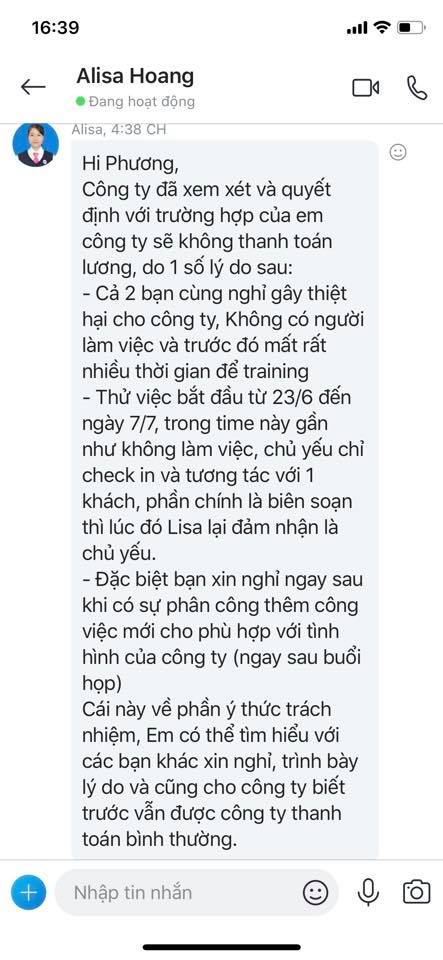 16:39
Alisa Hoang
Đang hoạt động
Alisa, 4:38 CH
Hi Phương,
Công ty đã xem xét và quyết
định với trường hợp của em
công ty sẽ không thanh toán
lương, do 1 số lý do sau:
- Cả 2 bạn cùng nghỉ gây thiệt
hại cho công ty, Không có người
làm việc và trước đó mất rất
nhiều thời gian để training
- Thử việc bắt đầu từ 23/6 đến
ngày 7/7, trong time này gần
như không làm việc, chủ yếu chỉ
check in và tương tác với 1
khách, phần chính là biên soạn
thì lúc đó Lisa lại đảm nhận là
chủ yếu.
- Đặc biệt bạn xin nghỉ ngay sau
khi có sự phân công thêm công
việc mới cho phù hợp với tình
hình của công ty (ngay sau buổi
họp)
Cái này về phần ý thức trách
nhiệm, Em có thể tìm hiểu với
các bạn khác xin nghỉ, trình bày
lý do và cũng cho công ty biết
trước vẫn được công ty thanh
toán bình thường.
Nhập tin nhắn